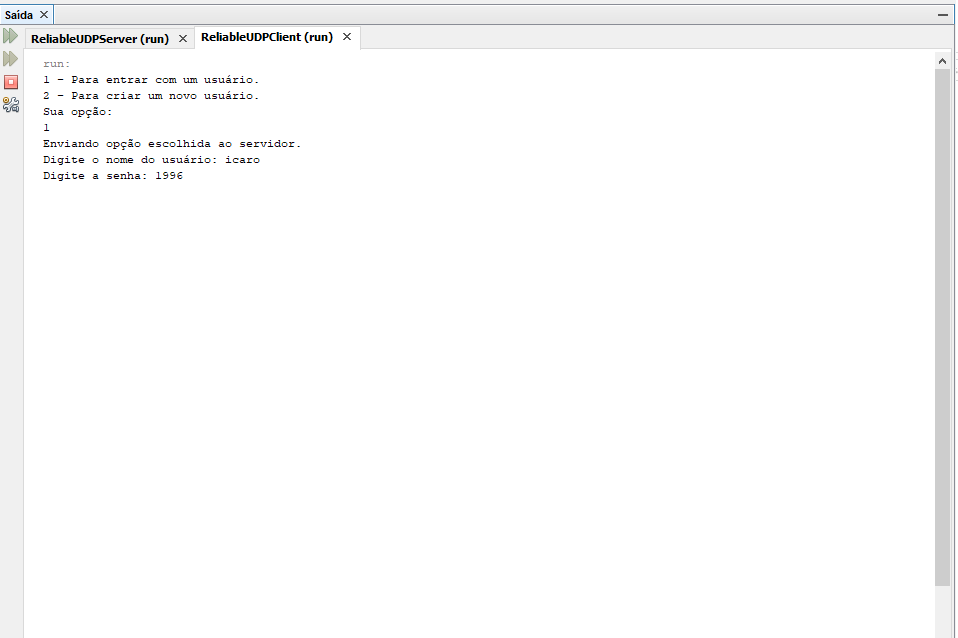 Saída
ReliableUDPServer (run)
ReliableUDPClient (run)
run:
1 - Para entrar com um usuário.
2 - Para criar um novo usuário.
Sua opção:
1
Enviando opção escolhida ao servidor.
Digite o nome do usuário: icaro
Digite a senha: 1996